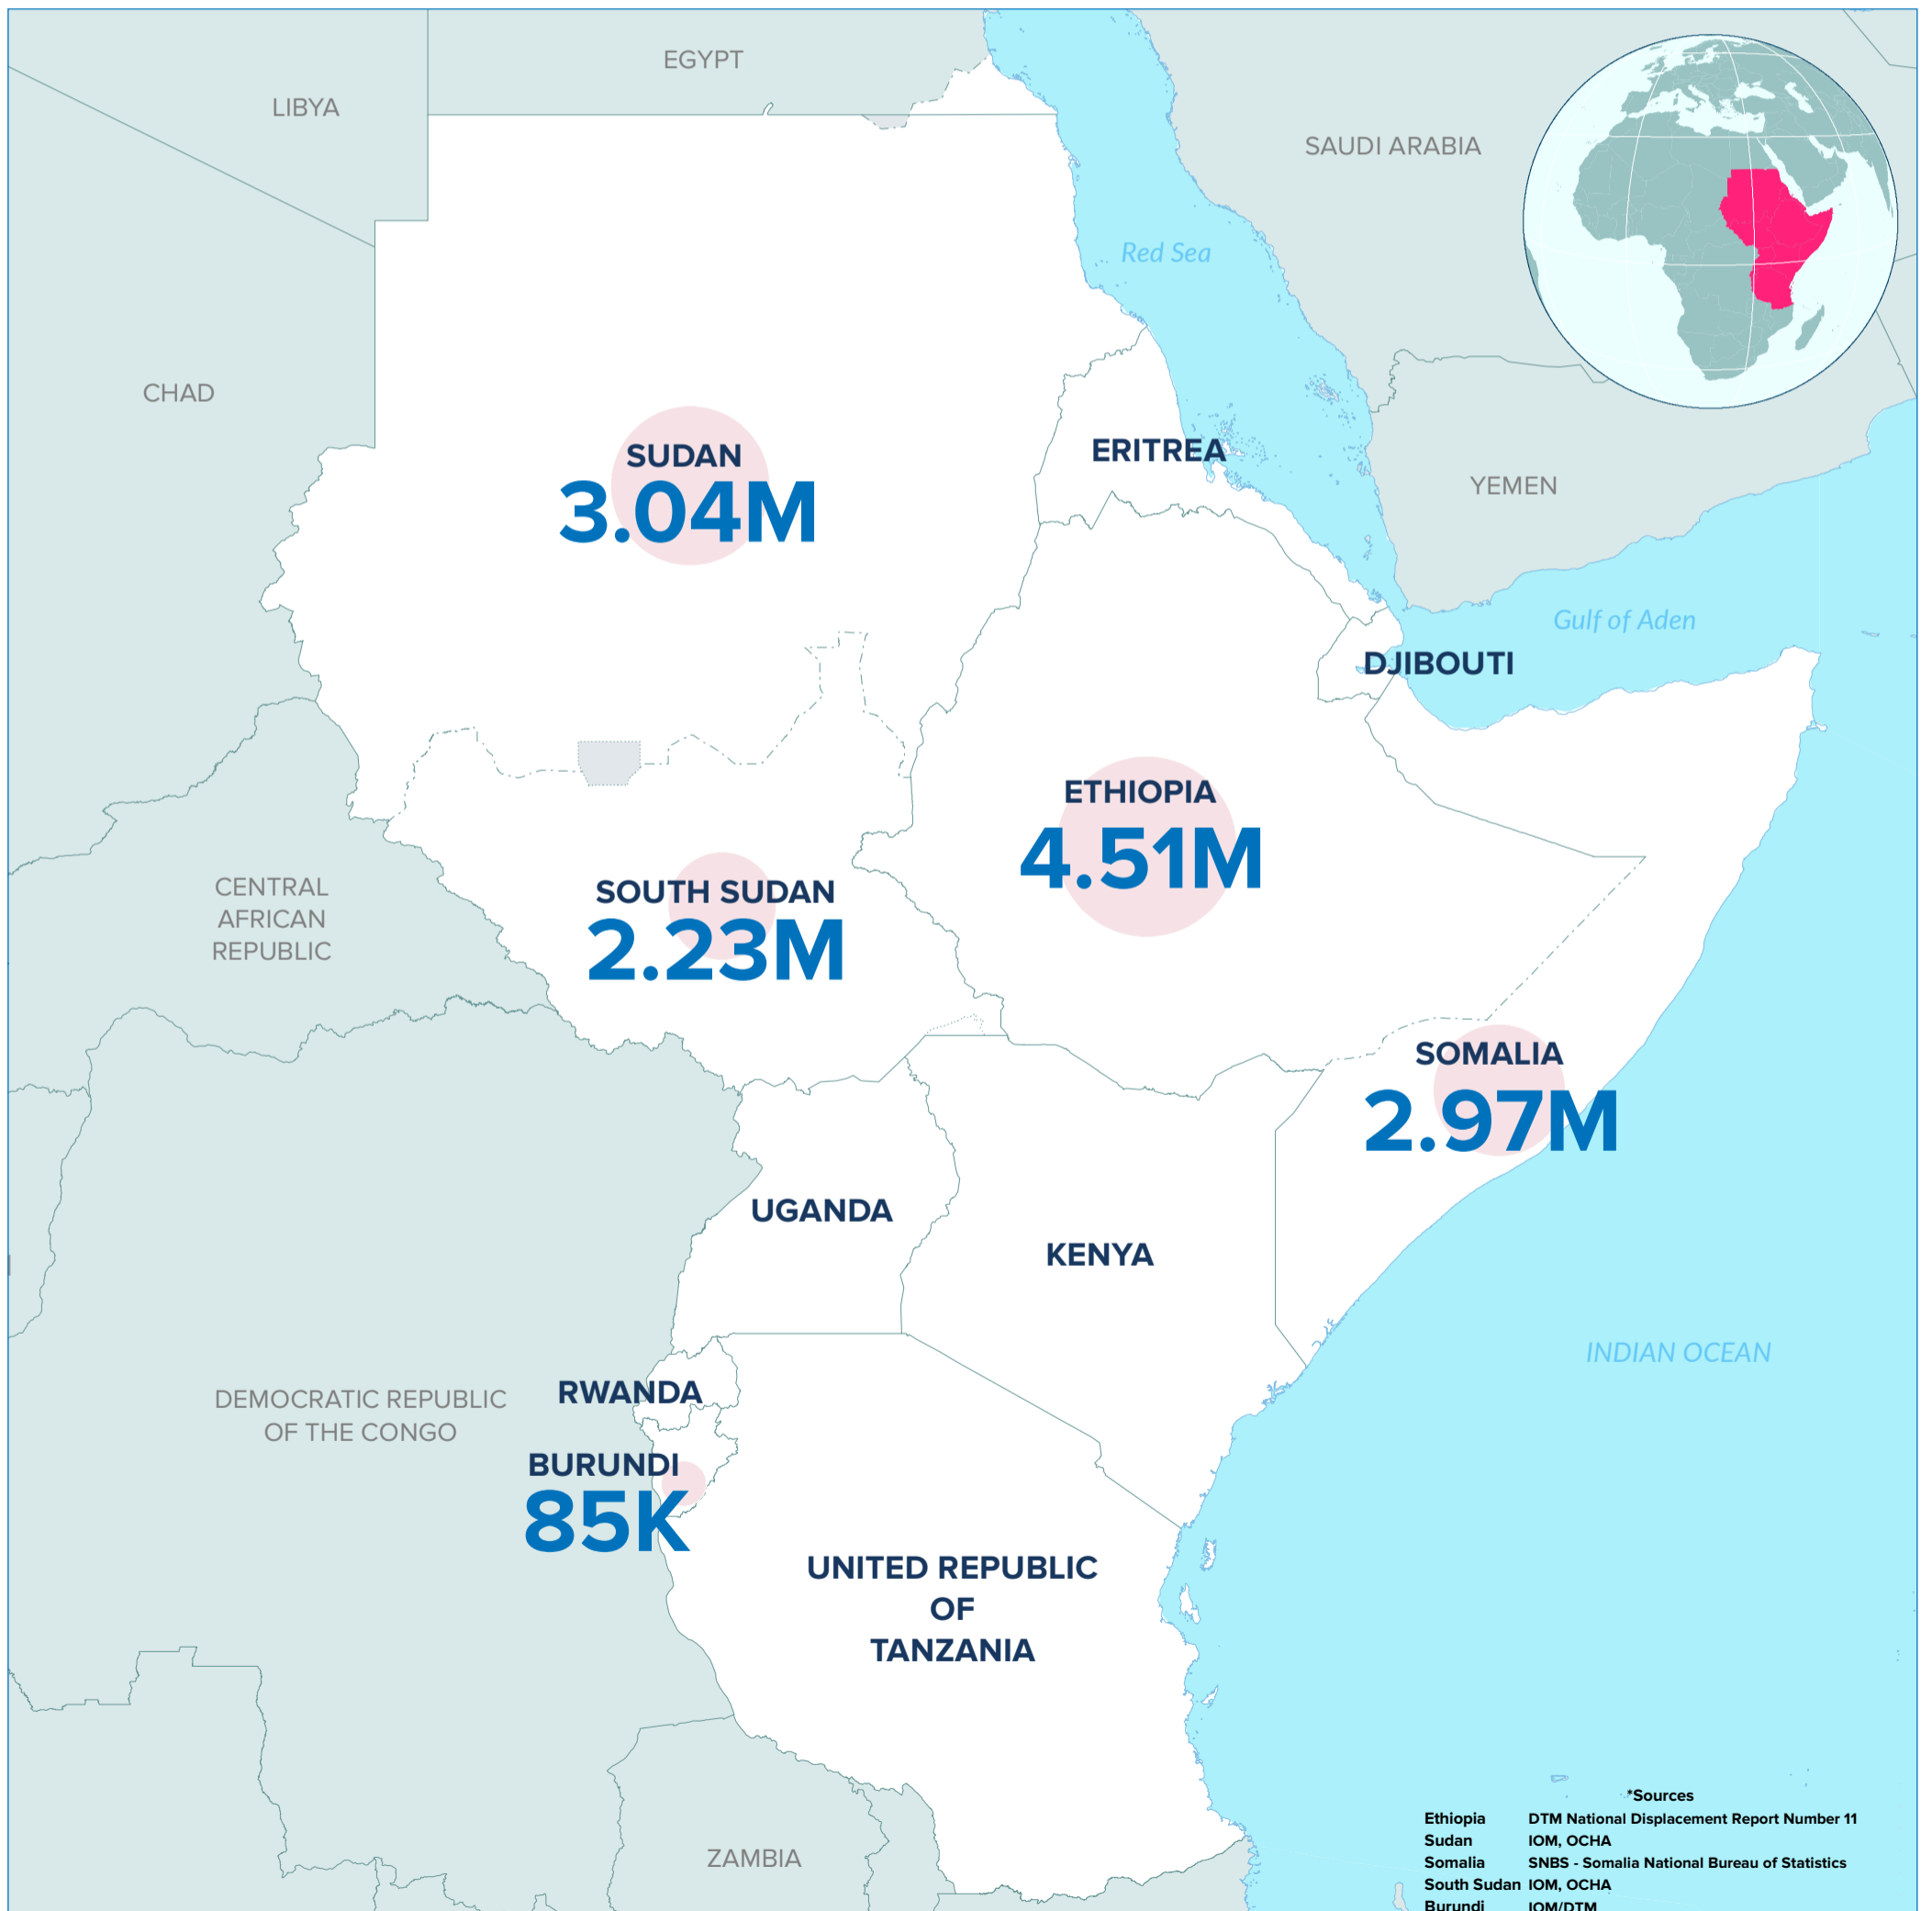 EGYPT
LIBYA
SAUDI ARABIA
Red Sea
CHAD
SUDAN
3.04M
ERITREA
YEMEN
Gulf of Aden
DJIBOUTI
ETHIOPIA
4.51M
CENTRAL
AFRICAN
REPUBLIC
SOUTH SUDAN
2.23M
SOMALIA
2.97M
UGANDA
KENYA
INDIAN OCEAN
RWANDA
DEMOCRATIC REPUBLIC
OF THE CONGO
BURUNDI
85K
UNITED REPUBLIC
OF
TANZANIA
ZAMBIA
*Sources
Ethiopia DTM National Displacement Report Number 11
Sudan IOM, OCHA
Somalia SNBS - Somalia National Bureau of Statistics
South Sudan IOM, OCHA
Burundi IOM/DTM